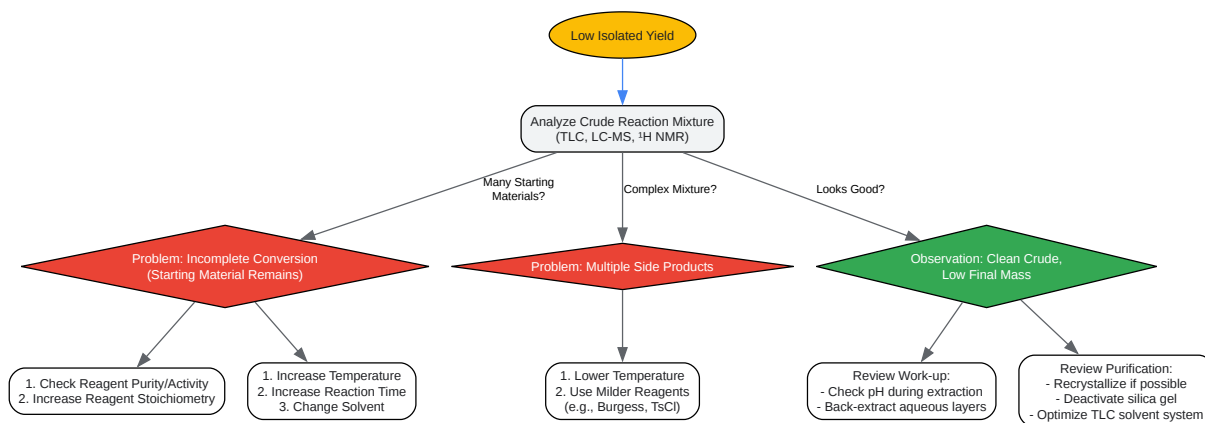 Low Isolated Yield
Analyze Crude Reaction Mixture
(TLC, LC-MS, ¹H NMR)
Many Starting
Materials?
Complex Mixture?
Looks Good?
Problem: Incomplete Conversion
(Starting Material Remains)
Problem: Multiple Side Products
Observation: Clean Crude,
Low Final Mass
1. Check Reagent Purity/Activity
2. Increase Reagent Stoichiometry
1. Increase Temperature
2. Increase Reaction Time
3. Change Solvent
1. Lower Temperature
2. Use Milder Reagents
(e.g., Burgess, TsCl)
Review Work-up:
- Check pH during extraction
- Back-extract aqueous layers
Review Purification:
- Recrystallize if possible
- Deactivate silica gel
- Optimize TLC solvent system